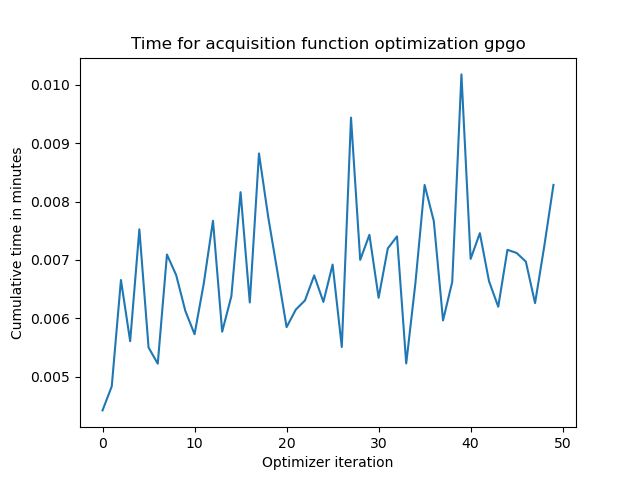 Time for acquisition function optimization gpgo
Cumulative time in minutes
0.010
0.009
0.008
0.007
0.006
0.005
0 10 20 30 40 50
Optimizer iteration